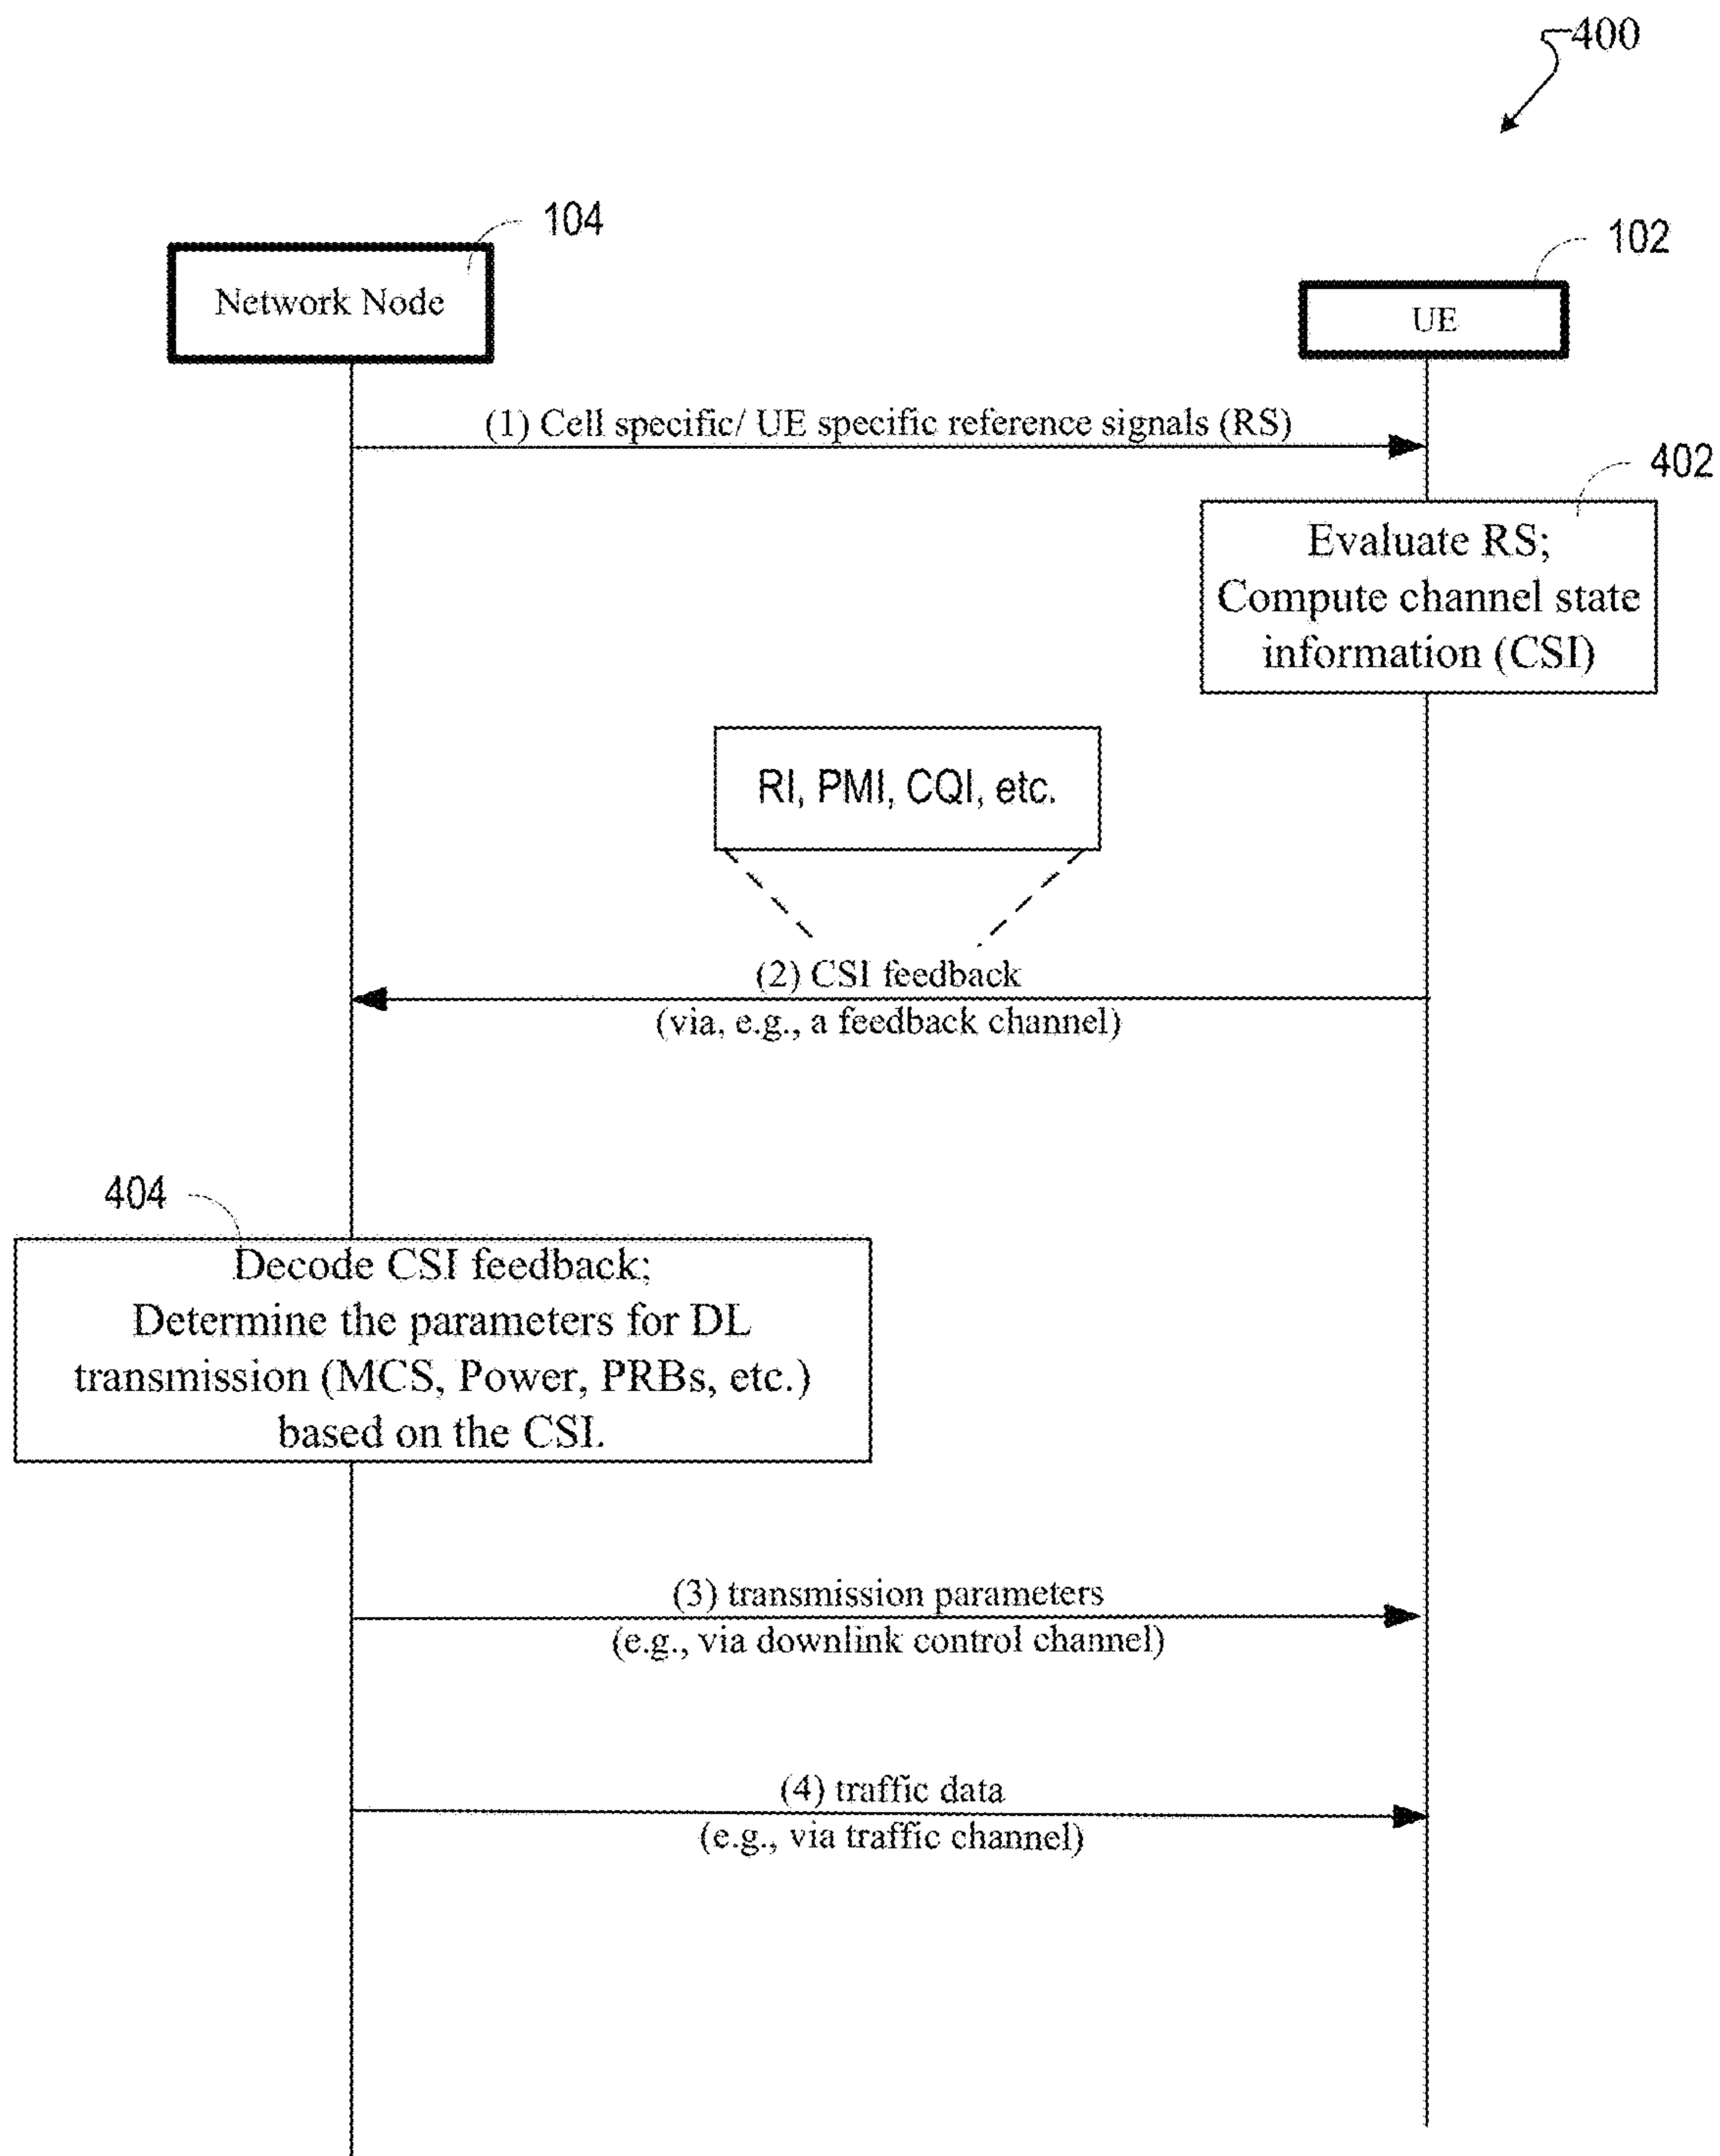 400
104
Network Node
102
UE
(1) Cell specific/ UE specific reference signals (RS)
402
Evaluate RS;
Compute channel state
information (CSI)
RI, PMI, CQI, etc.
(2) CSI feedback
(via, e.g., a feedback channel)
404
Decode CSI feedback;
Determine the parameters for DL
transmission (MCS, Power, PRBs, etc.)
based on the CSI.
(3) transmission parameters
(e.g., via downlink control channel)
(4) traffic data
(e.g., via traffic channel)